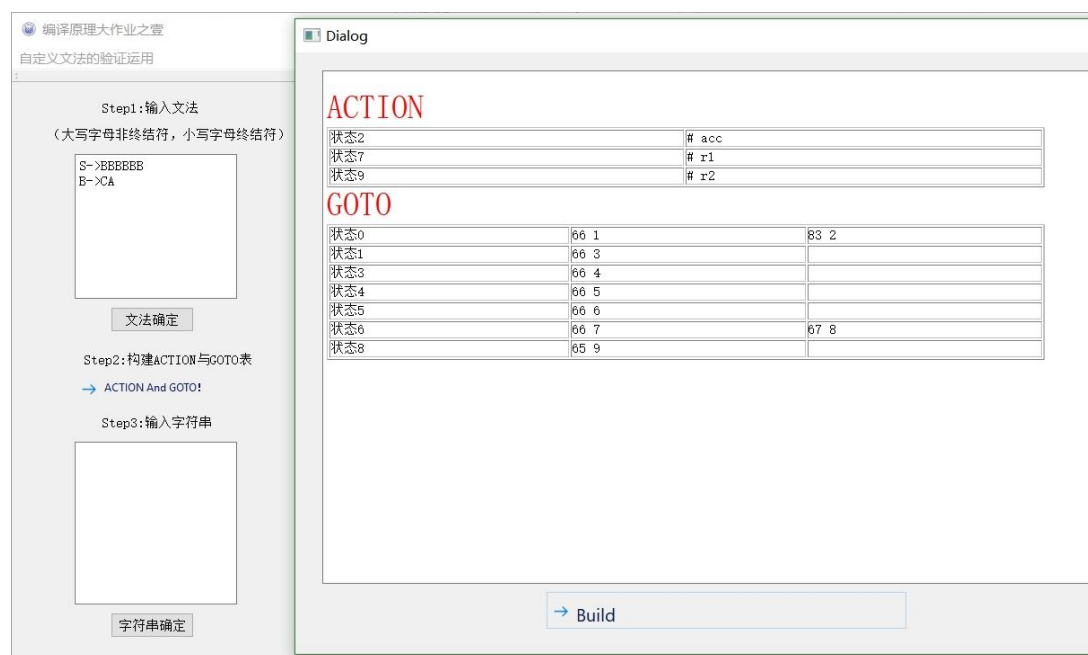 编译原理大作业之壹
自定义文法的验证运用
Step1:输入文法
（大写字母非终结符，小写字母终结符）
S->BBBBBB
B->CA
文法确定
Step2:构建ACTION与GOTO表
ACTION And GOTO!
Step3:输入字符串
字符串确定
Dialog
ACTION
状态2 # acc
状态7 # r1
状态9 # r2
GOTO
状态0 66 1 83 2
状态1 66 3
状态3 66 4
状态4 66 5
状态5 66 6
状态6 66 7 67 8
状态8 65 9
Build